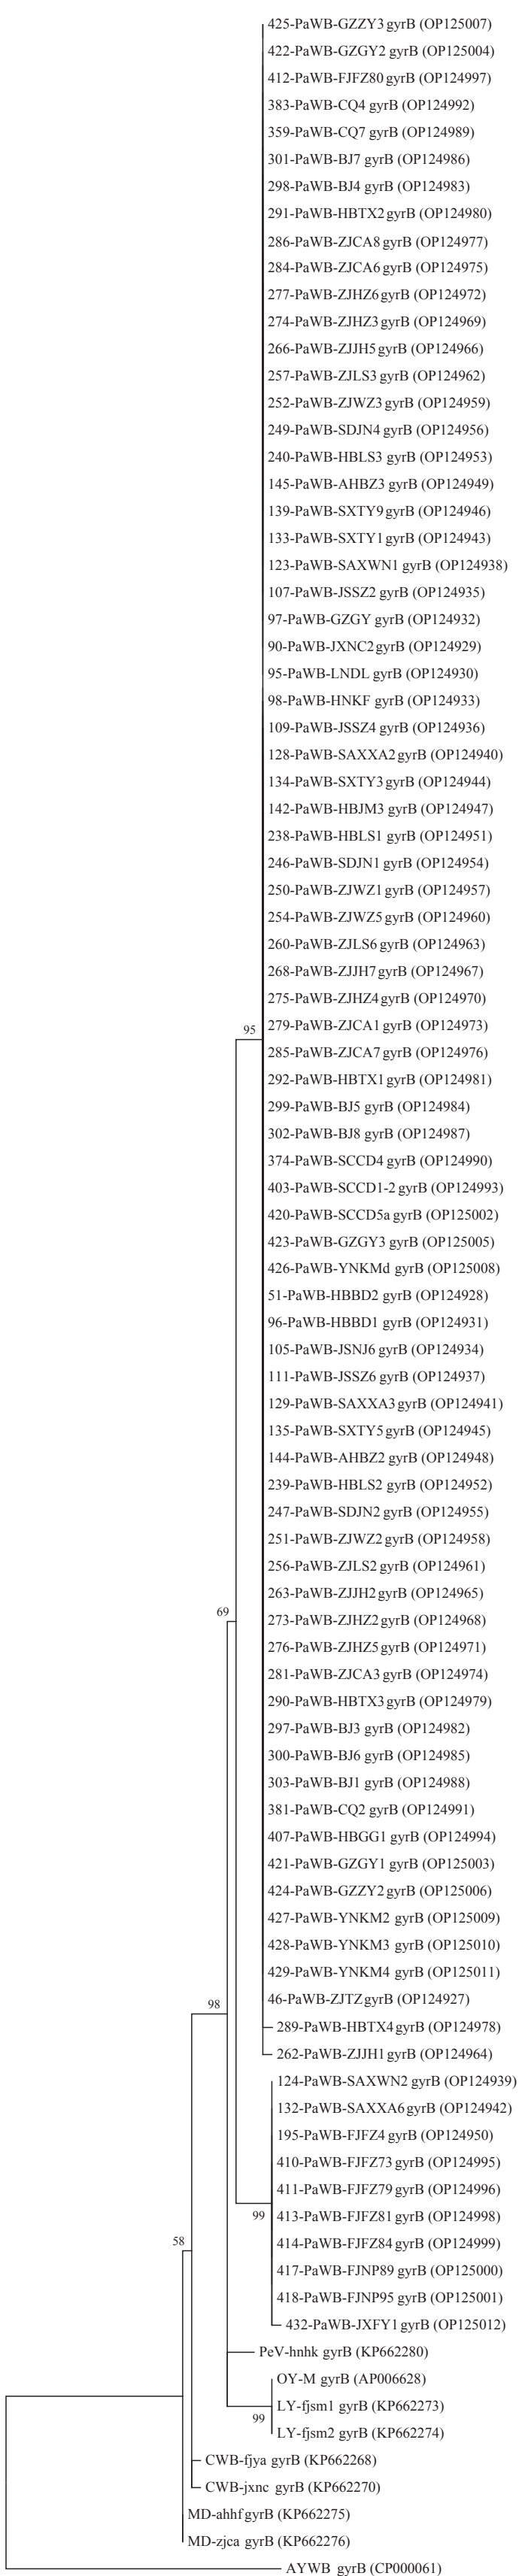 425-PaWB-GZZY3 gyrB (OP125007)
422-PaWB-GZGY2 gyrB (OP125004)
412-PaWB-FJFZ80 gyrB (OP124997)
383-PaWB-CQ4 gyrB (OP124992)
359-PaWB-CQ7 gyrB (OP124989)
301-PaWB-BJ7 gyrB (OP124986)
298-PaWB-BJ4 gyrB (OP124983)
291-PaWB-HBTX2 gyrB (OP124980)
286-PaWB-ZJCA8 gyrB (OP124977)
284-PaWB-ZJCA6 gyrB (OP124975)
277-PaWB-ZJHZ6 gyrB (OP124972)
274-PaWB-ZJHZ3 gyrB (OP124969)
266-PaWB-ZJJH5 gyrB (OP124966)
257-PaWB-ZJLS3 gyrB (OP124962)
252-PaWB-ZJWZ3 gyrB (OP124959)
249-PaWB-SDJN4 gyrB (OP124956)
240-PaWB-HBLS3 gyrB (OP124953)
145-PaWB-AHBZ3 gyrB (OP124949)
139-PaWB-SXTY9 gyrB (OP124946)
133-PaWB-SXTY1 gyrB (OP124943)
123-PaWB-SAXWN1 gyrB (OP124938)
107-PaWB-JSSZ2 gyrB (OP124935)
97-PaWB-GZGY gyrB (OP124932)
90-PaWB-JXNC2 gyrB (OP124929)
95-PaWB-LNDL gyrB (OP124930)
98-PaWB-HNKF gyrB (OP124933)
109-PaWB-JSSZ4 gyrB (OP124936)
128-PaWB-SAXXA2 gyrB (OP124940)
134-PaWB-SXTY3 gyrB (OP124944)
142-PaWB-HBJM3 gyrB (OP124947)
238-PaWB-HBLS1 gyrB (OP124951)
246-PaWB-SDJN1 gyrB (OP124954)
250-PaWB-ZJWZ1 gyrB (OP124957)
254-PaWB-ZJWZ5 gyrB (OP124960)
260-PaWB-ZJLS6 gyrB (OP124963)
268-PaWB-ZJJH7 gyrB (OP124967)
275-PaWB-ZJHZ4 gyrB (OP124970)
279-PaWB-ZJCA1 gyrB (OP124973)
95
285-PaWB-ZJCA7 gyrB (OP124976)
292-PaWB-HBTX1 gyrB (OP124981)
299-PaWB-BJ5 gyrB (OP124984)
302-PaWB-BJ8 gyrB (OP124987)
374-PaWB-SCCD4 gyrB (OP124990)
403-PaWB-SCCD1-2 gyrB (OP124993)
420-PaWB-SCCD5a gyrB (OP125002)
423-PaWB-GZGY3 gyrB (OP125005)
426-PaWB-YNKMd gyrB (OP125008)
51-PaWB-HBBD2 gyrB (OP124928)
96-PaWB-HBBD1 gyrB (OP124931)
105-PaWB-JSNJ6 gyrB (OP124934)
111-PaWB-JSSZ6 gyrB (OP124937)
129-PaWB-SAXXA3 gyrB (OP124941)
135-PaWB-SXTY5 gyrB (OP124945)
144-PaWB-AHBZ2 gyrB (OP124948)
239-PaWB-HBLS2 gyrB (OP124952)
247-PaWB-SDJN2 gyrB (OP124955)
251-PaWB-ZJWZ2 gyrB (OP124958)
256-PaWB-ZJLS2 gyrB (OP124961)
263-PaWB-ZJJH2 gyrB (OP124965)
69
273-PaWB-ZJHZ2 gyrB (OP124968)
276-PaWB-ZJHZ5 gyrB (OP124971)
281-PaWB-ZJCA3 gyrB (OP124974)
290-PaWB-HBTX3 gyrB (OP124979)
297-PaWB-BJ3 gyrB (OP124982)
300-PaWB-BJ6 gyrB (OP124985)
303-PaWB-BJ1 gyrB (OP124988)
381-PaWB-CQ2 gyrB (OP124991)
407-PaWB-HBGG1 gyrB (OP124994)
421-PaWB-GZGY1 gyrB (OP125003)
424-PaWB-GZZY2 gyrB (OP125006)
427-PaWB-YNKM2 gyrB (OP125009)
428-PaWB-YNKM3 gyrB (OP125010)
429-PaWB-YNKM4 gyrB (OP125011)
46-PaWB-ZJTZ gyrB (OP124927)
98
289-PaWB-HBTX4 gyrB (OP124978)
262-PaWB-ZJJH1 gyrB (OP124964)
124-PaWB-SAXWN2 gyrB (OP124939)
132-PaWB-SAXXA6 gyrB (OP124942)
195-PaWB-FJFZ4 gyrB (OP124950)
410-PaWB-FJFZ73 gyrB (OP124995)
411-PaWB-FJFZ79 gyrB (OP124996)
99
413-PaWB-FJFZ81 gyrB (OP124998)
58
414-PaWB-FJFZ84 gyrB (OP124999)
417-PaWB-FJNP89 gyrB (OP125000)
418-PaWB-FJNP95 gyrB (OP125001)
432-PaWB-JXFY1 gyrB (OP125012)
PeV-hnhk gyrB (KP662280)
OY-M gyrB (AP006628)
LY-fjsm1 gyrB (KP662273)
99
LY-fjsm2 gyrB (KP662274)
CWB-fjya gyrB (KP662268)
CWB-jxnc gyrB (KP662270)
MD-ahhf gyrB (KP662275)
MD-zjca gyrB (KP662276)
AYWB gyrB (CP000061)